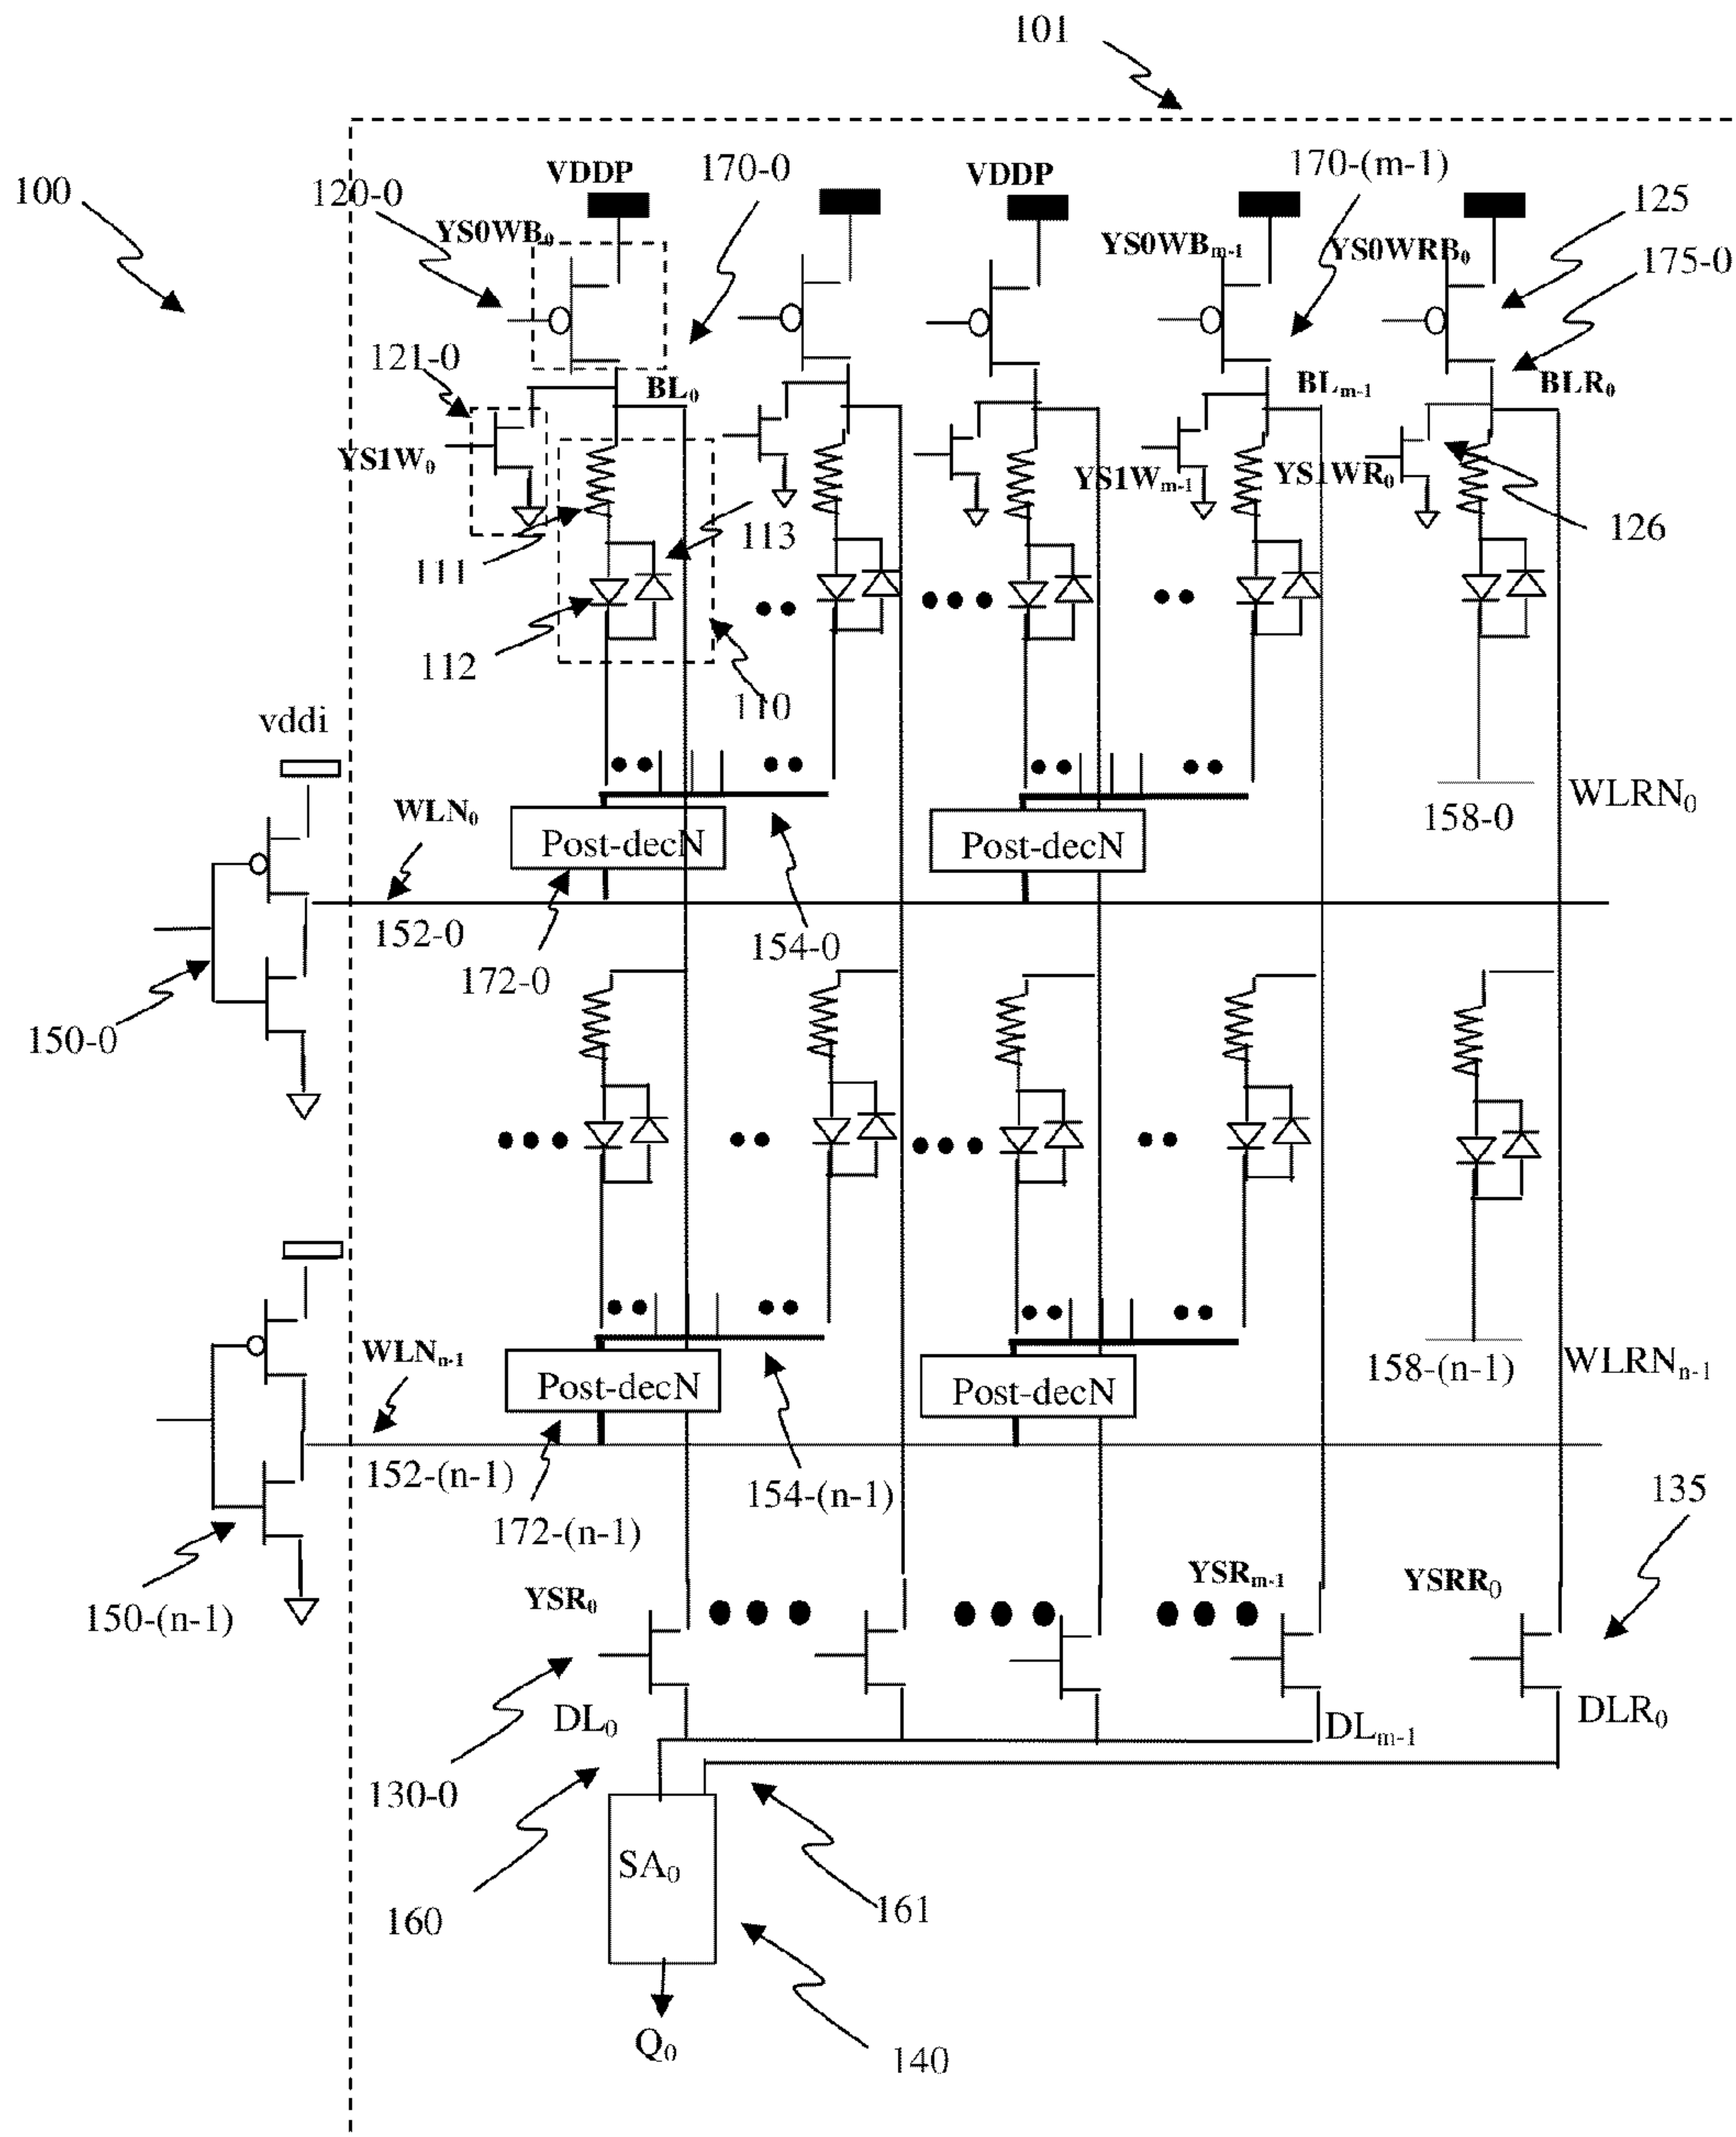 101
100
120-0
VDDP
170-0
VDDP
170-(m-1)
125
YS0WB₀
YS0WBₘ₋₁
YS0WRB₀
175-0
121-0
BL₀
BLₘ₋₁
BLR₀
YS1W₀
YS1Wₘ₋₁
YS1WR₀
111
113
126
112
110
vddi
WLN₀
Post-decN
Post-decN
158-0
WLRN₀
152-0
172-0
154-0
150-0
WLNₙ₋₁
Post-decN
Post-decN
158-(n-1)
WLRNₙ₋₁
152-(n-1)
172-(n-1)
154-(n-1)
135
150-(n-1)
YSR₀
YSRₘ₋₁
YSRR₀
DL₀
DLₘ₋₁
DLR₀
130-0
SA₀
160
161
Q₀
140